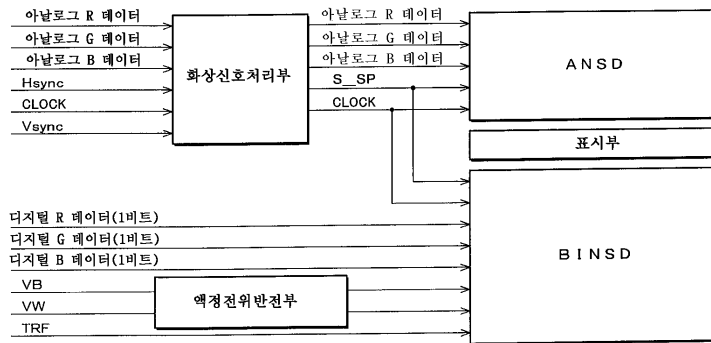 아날로그 R 데이터
아날로그 G 데이터
아날로그 B 데이터
Hsync
CLOCK
Vsync
화상신호처리부
아날로그 R 데이터
아날로그 G 데이터
아날로그 B 데이터
S__SP
CLOCK
ANSD
표시부
디지털 R 데이터(1비트)
디지털 G 데이터(1비트)
디지털 B 데이터(1비트)
VB
VW
TRF
액정전위반전부
BINSD